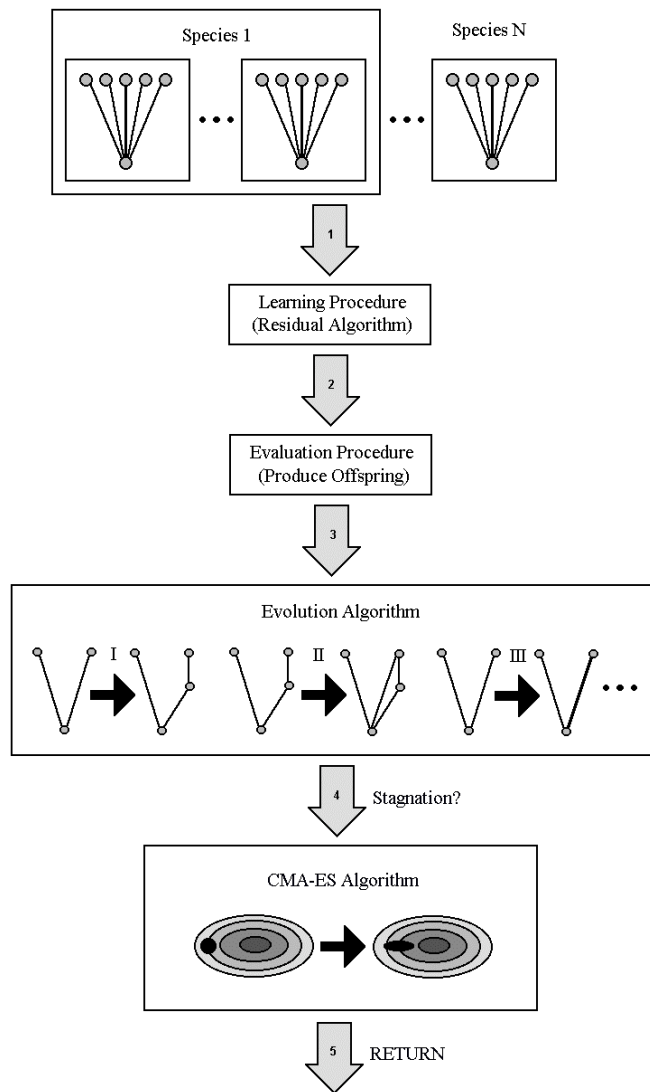 Species 1
Species N
1
Learning Procedure
(Residual Algorithm)
2
Evaluation Procedure
(Produce Offspring)
3
Evolution Algorithm
I
II
III
4
Stagnation?
CMA-ES Algorithm
5
RETURN